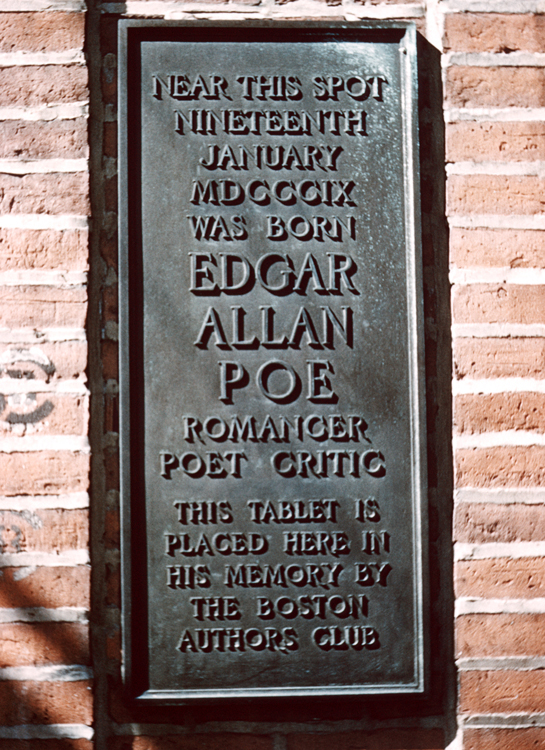 NEAR THIS SPOT
NINETEENTH
JANUARY
MDCCCIX
WAS BORN
EDGAR
ALLAN
POE
ROMANCER
POET CRITIC
THIS TABLET IS
PLACED HERE IN
HIS MEMORY BY
THE BOSTON
AUTHORS CLUB